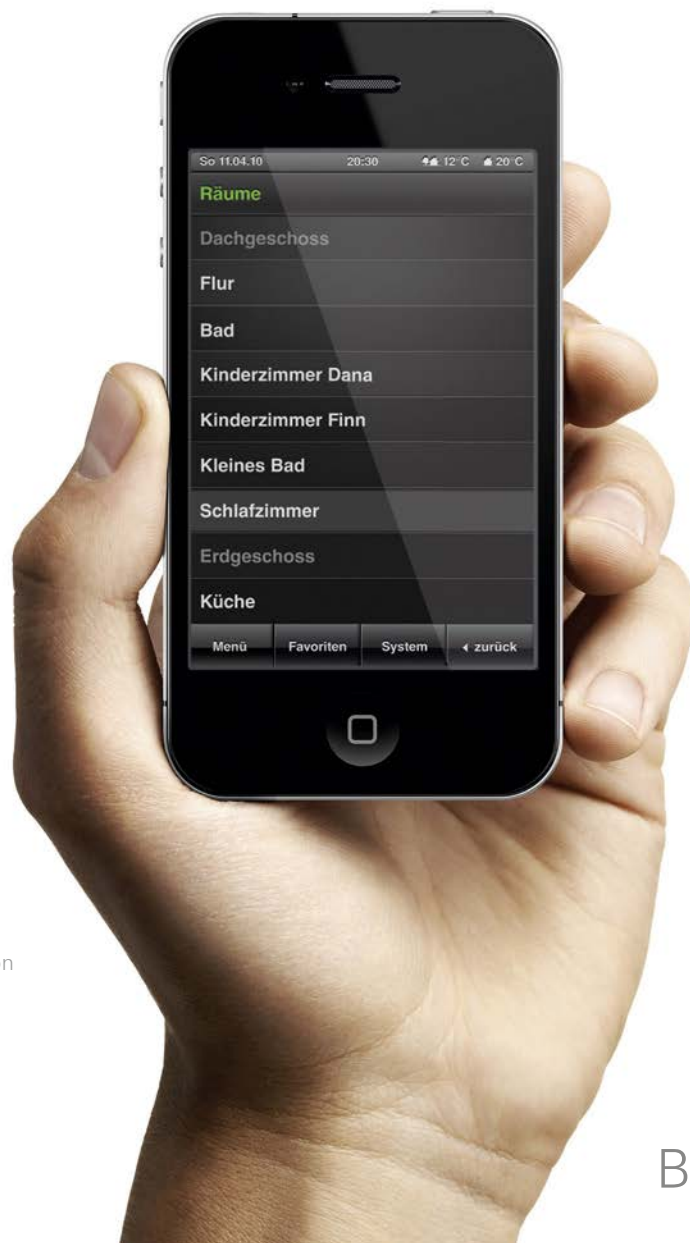 So 11.04.10 20:30 12°C 20°C
Räume
Dachgeschoss
Flur
Bad
Kinderzimmer Dana
Kinderzimmer Finn
Kleines Bad
Schlafzimmer
Erdgeschoss
Küche
Menü Favoriten System zurück
on
B